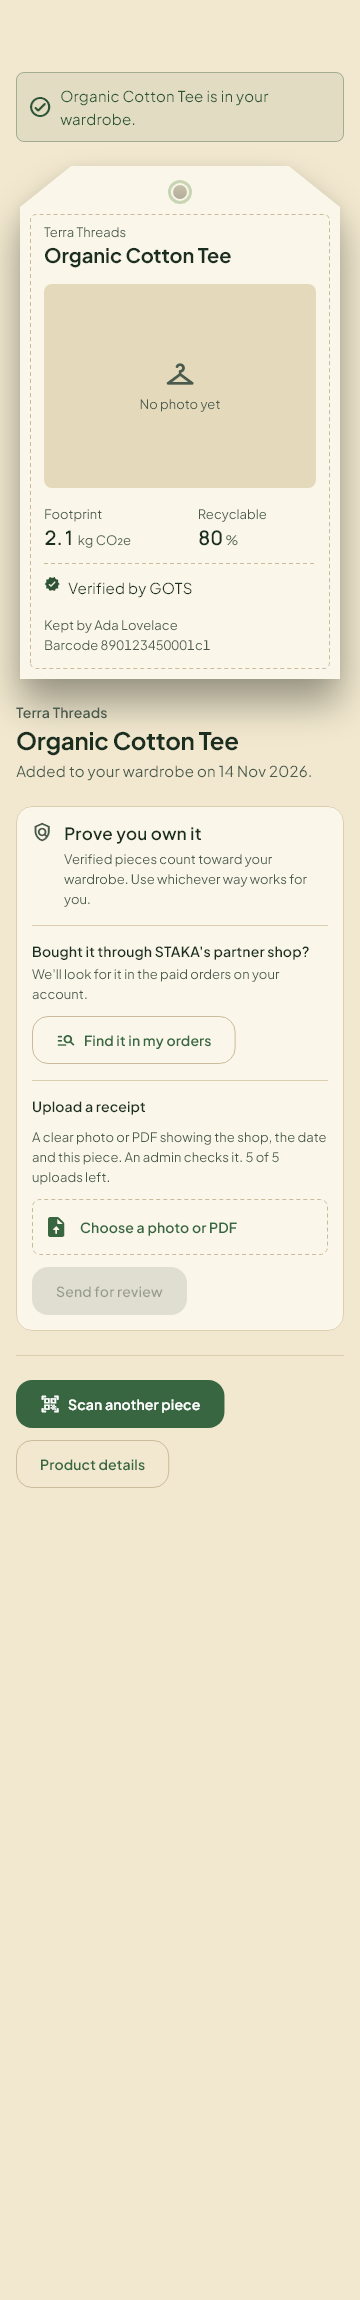 Organic Cotton Tee is in your
wardrobe.
Terra Threads
Organic Cotton Tee
No photo yet
Footprint
2.1 kg CO₂e
Recyclable
80 %
Verified by GOTS
Kept by Ada Lovelace
Barcode 890123450001c1
Terra Threads
Organic Cotton Tee
Added to your wardrobe on 14 Nov 2026.
Prove you own it
Verified pieces count toward your
wardrobe. Use whichever way works for
you.
Bought it through STAKA's partner shop?
We'll look for it in the paid orders on your
account.
Find it in my orders
Upload a receipt
A clear photo or PDF showing the shop, the date
and this piece. An admin checks it. 5 of 5
uploads left.
Choose a photo or PDF
Send for review
Scan another piece
Product details